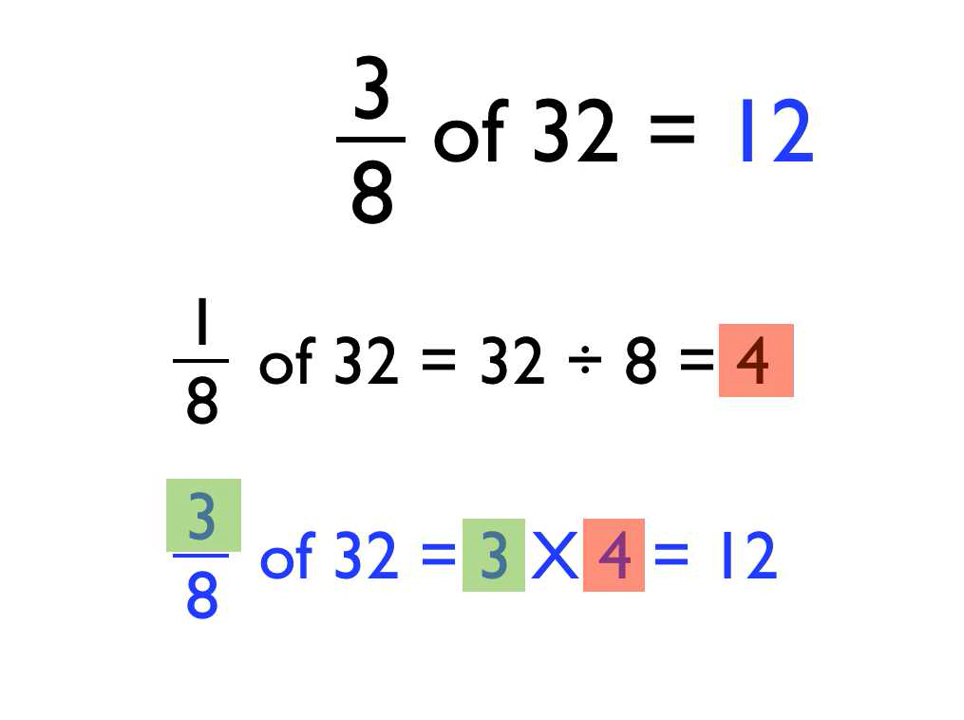 3/8 of 32 = 12
1/8 of 32 = 32 ÷ 8 = 4
3/8 of 32 = 3 X 4 = 12